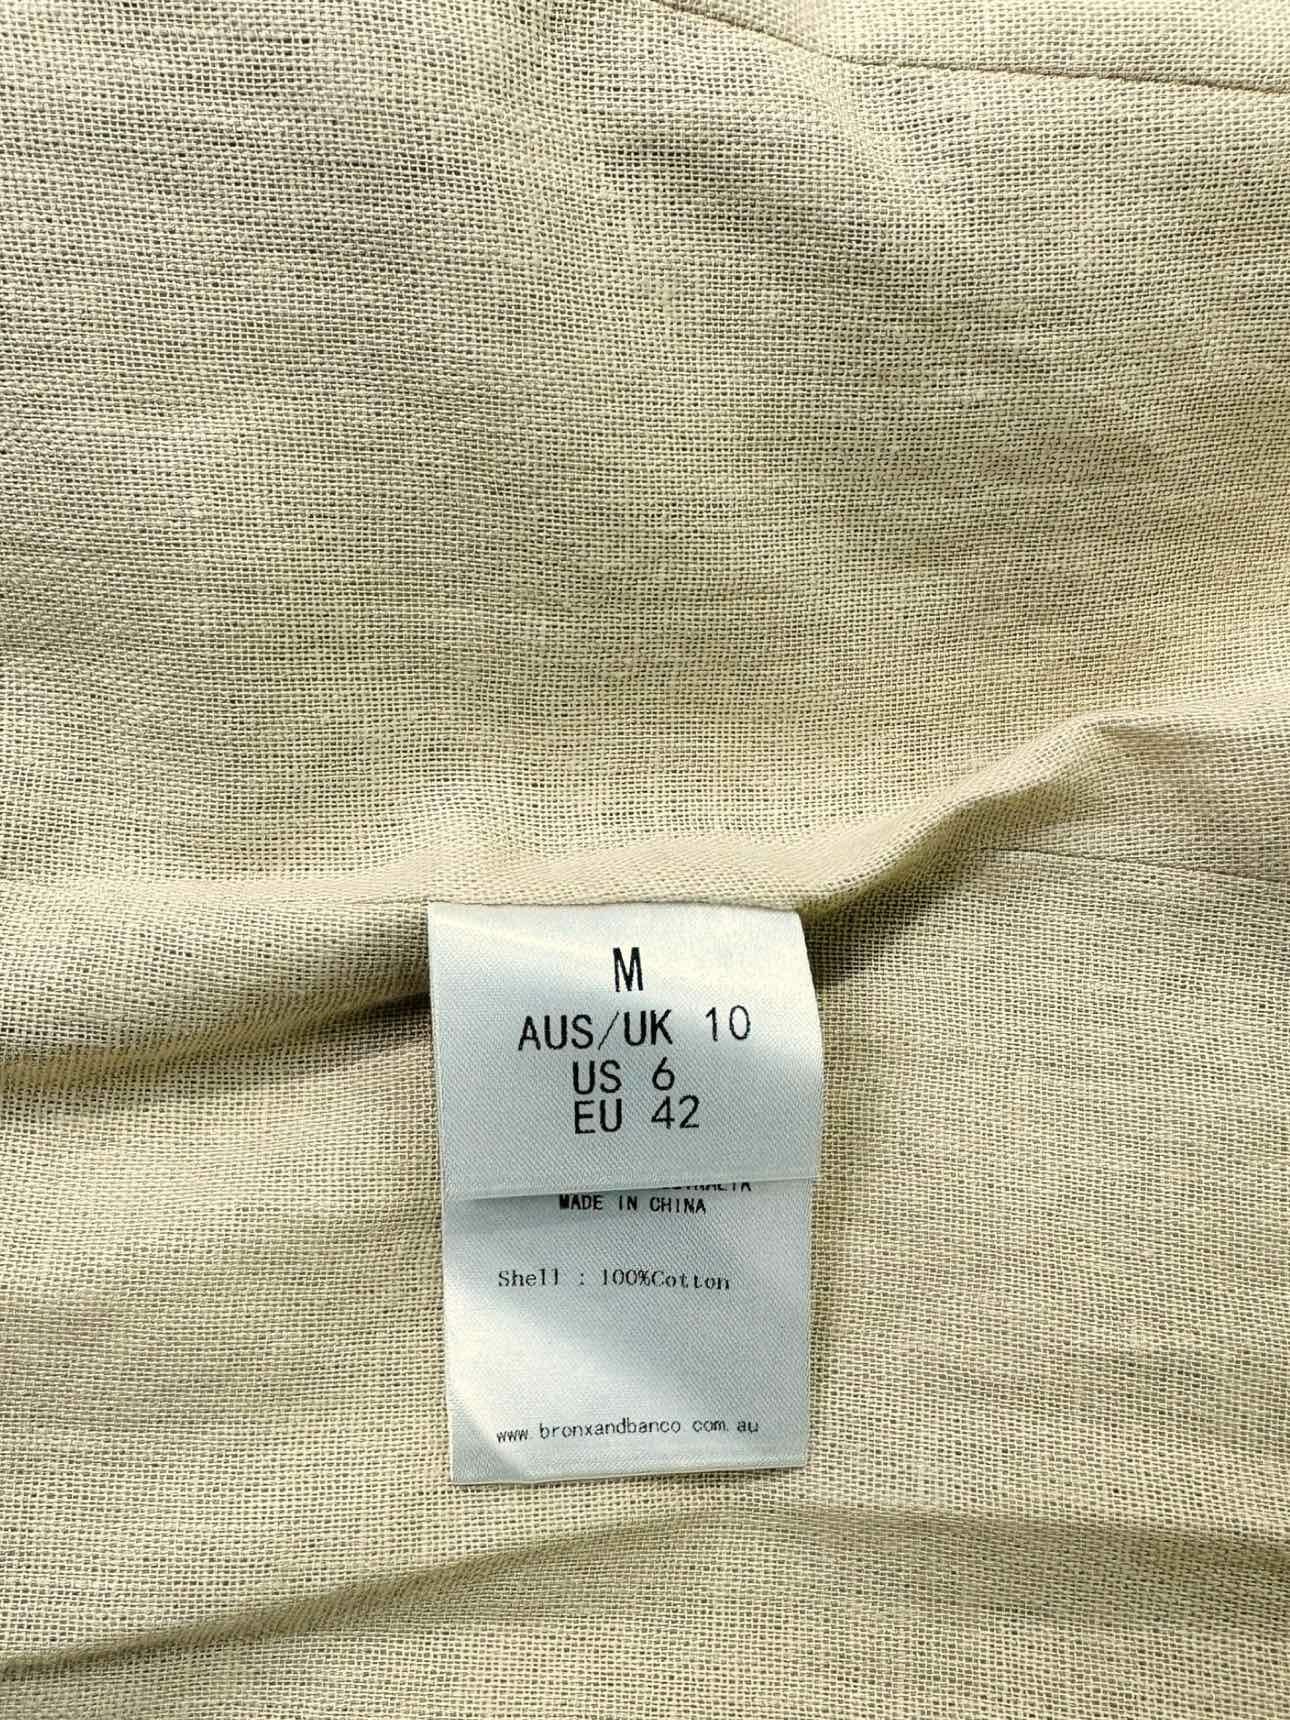 M
AUS/UK 10
US 6
EU 42
MADE IN CHINA
Shell : 100%Cotton
www.bronxandbanco.com.au